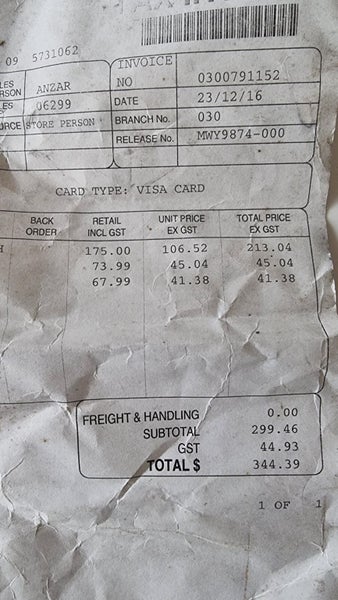 09 5731062
INVOICE NO 0300791152
ANZAR
DATE 23/12/16
06299
BRANCH No. 030
STORE PERSON
RELEASE No. MWY9874-000
CARD TYPE: VISA CARD
BACK ORDER RETAIL INCL GST UNIT PRICE EX GST TOTAL PRICE EX GST
175.00 106.52 213.04
73.99 45.04 45.04
67.99 41.38 41.38
FREIGHT & HANDLING 0.00
SUBTOTAL 299.46
GST 44.93
TOTAL $ 344.39
1 OF 1